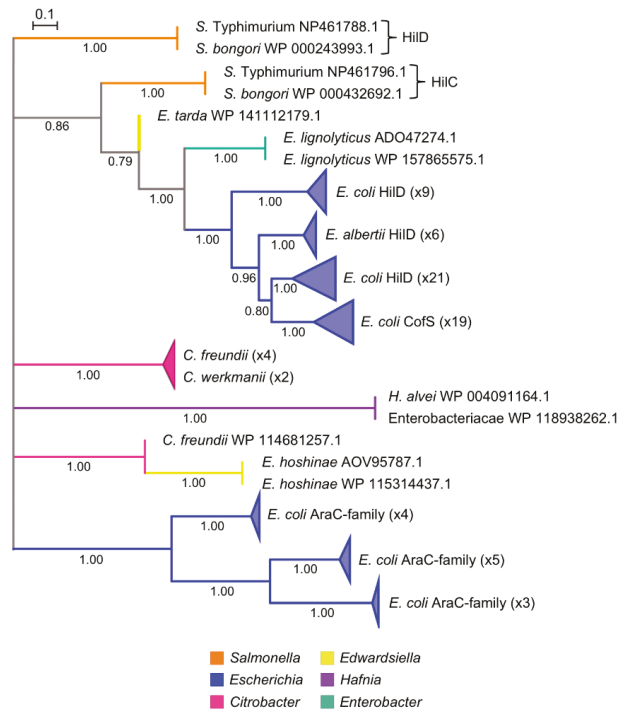 0.1
S. Typhimurium NP461788.1
HilD
1.00
S. bongori WP 000243993.1
S. Typhimurium NP461796.1
HilC
1.00
S. bongori WP 000432692.1
0.86
E. tarda WP 141112179.1
0.79
E. lignolyticus ADO47274.1
1.00
E. lignolyticus WP 157865575.1
1.00
E. coli HilD (x9)
1.00
1.00
E. albertii HilD (x6)
1.00
0.96
E. coli HilD (x21)
1.00
0.80
E. coli CofS (x19)
1.00
C. freundii (x4)
1.00
C. werkmanii (x2)
H. alvei WP 004091164.1
1.00
Enterobacteriacae WP 118938262.1
C. freundii WP 114681257.1
1.00
E. hoshinae AOV95787.1
1.00
E. hoshinae WP 115314437.1
E. coli AraC-family (x4)
1.00
1.00
E. coli AraC-family (x5)
1.00
1.00
E. coli AraC-family (x3)
1.00
Salmonella
Edwardsiella
Escherichia
Hafnia
Citrobacter
Enterobacter